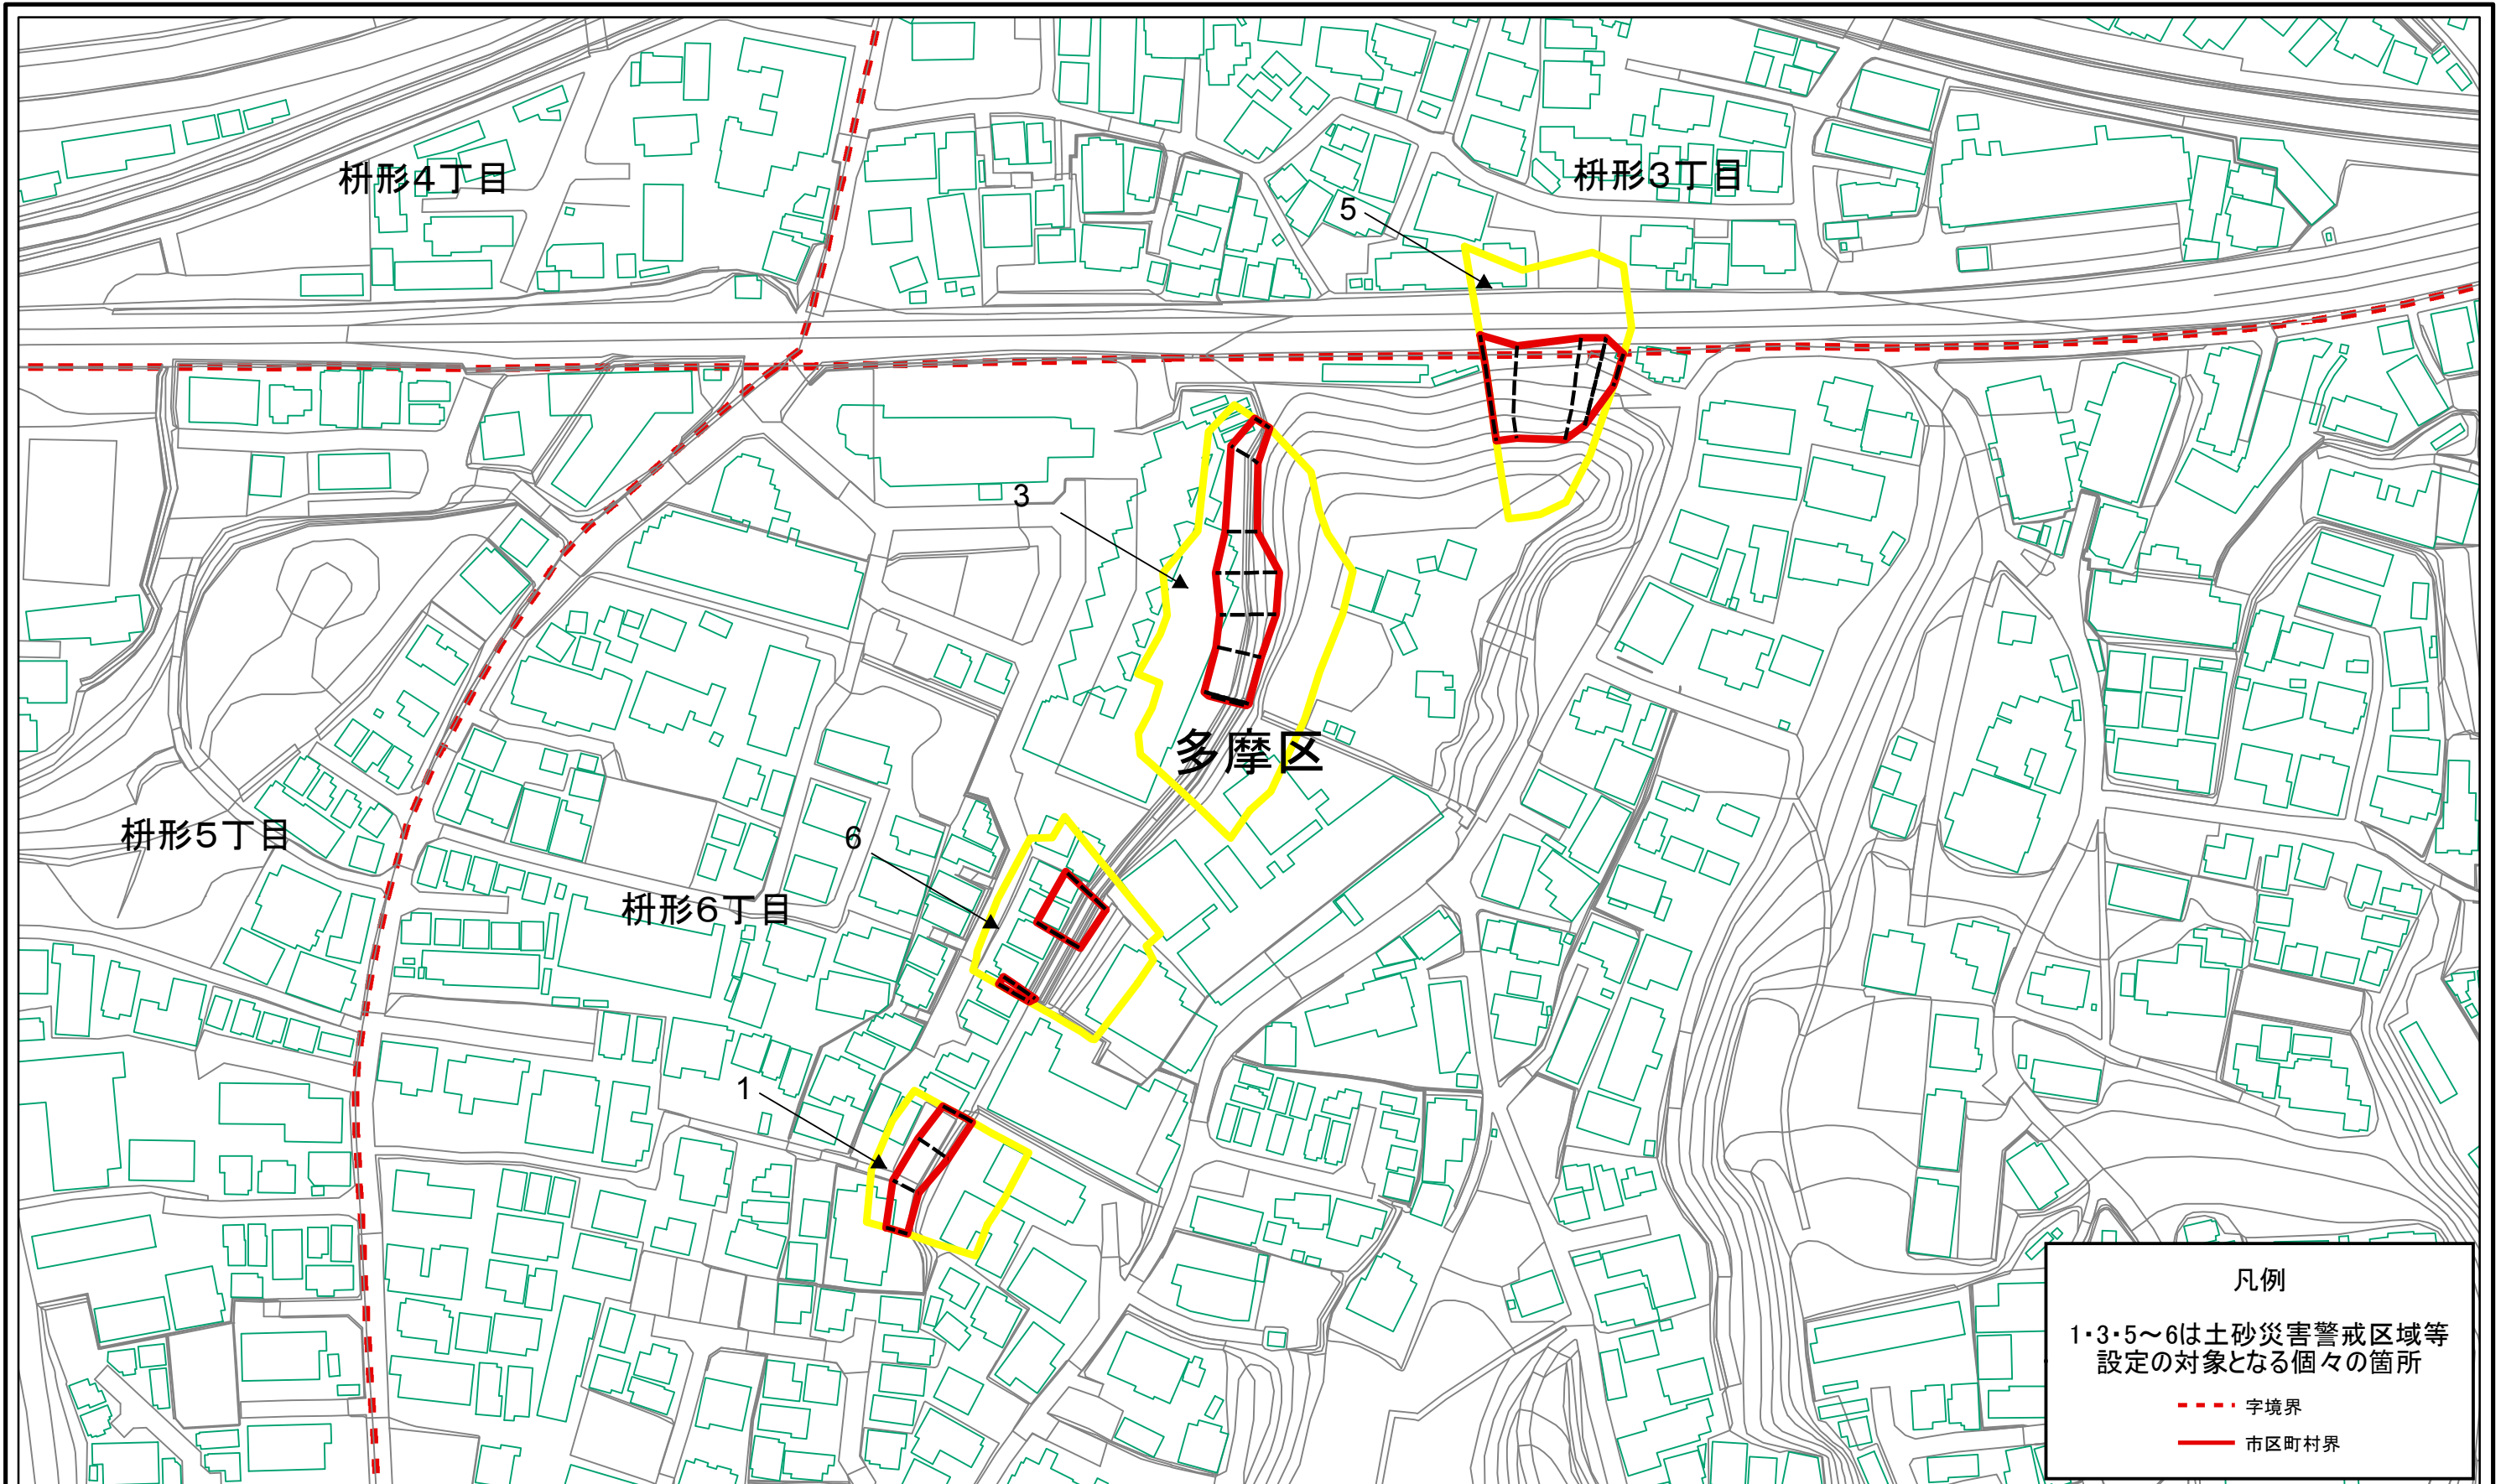 枡形4丁目
枡形3丁目
5
3
多摩区
枡形5丁目
6
枡形6丁目
1
凡例
1・3・5～6は土砂災害警戒区域等
設定の対象となる個々の箇所
字境界
市区町村界